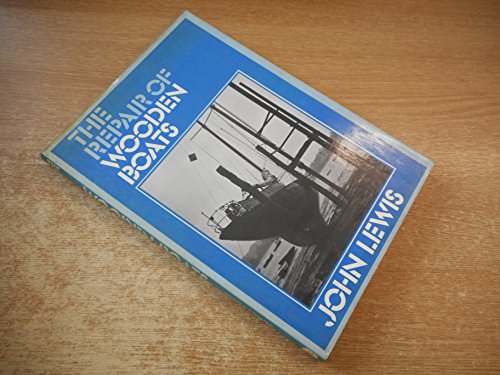 THE
REPAIR OF
WOODEN
BOATS
JOHN LEWIS